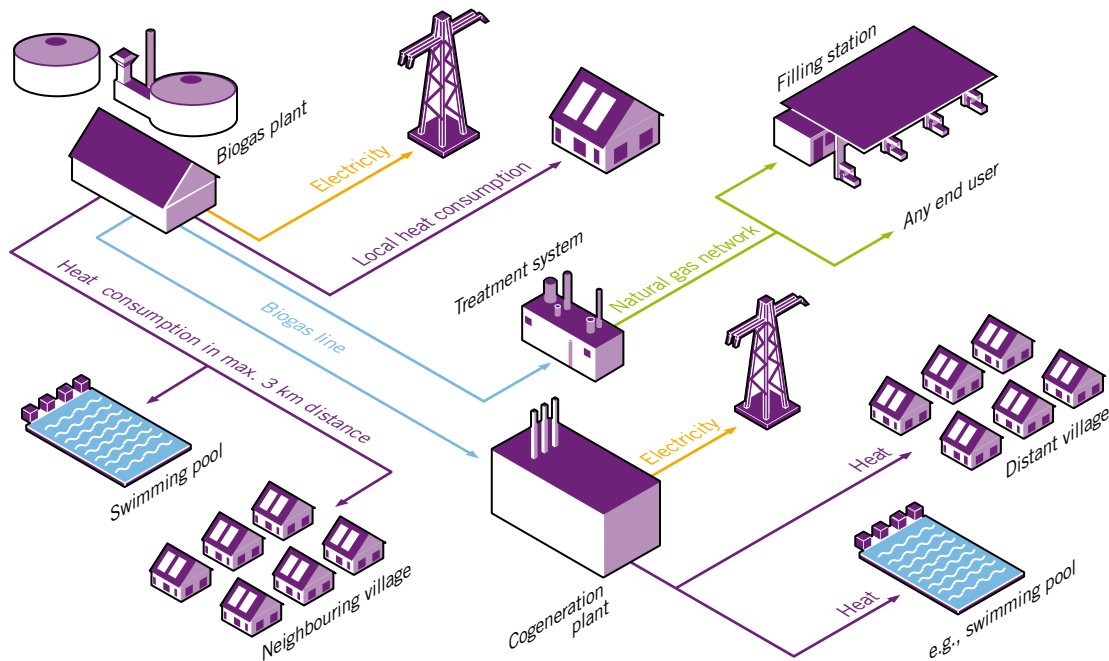 Filling station
Biogas plant
Electricity
Local heat consumption
Any end user
Treatment system
Natural gas network
Heat consumption in max. 3 km distance
Biogas line
Electricity
Heat
Distant village
Swimming pool
Neighbouring village
Cogeneration
plant
Heat
e.g., swimming pool